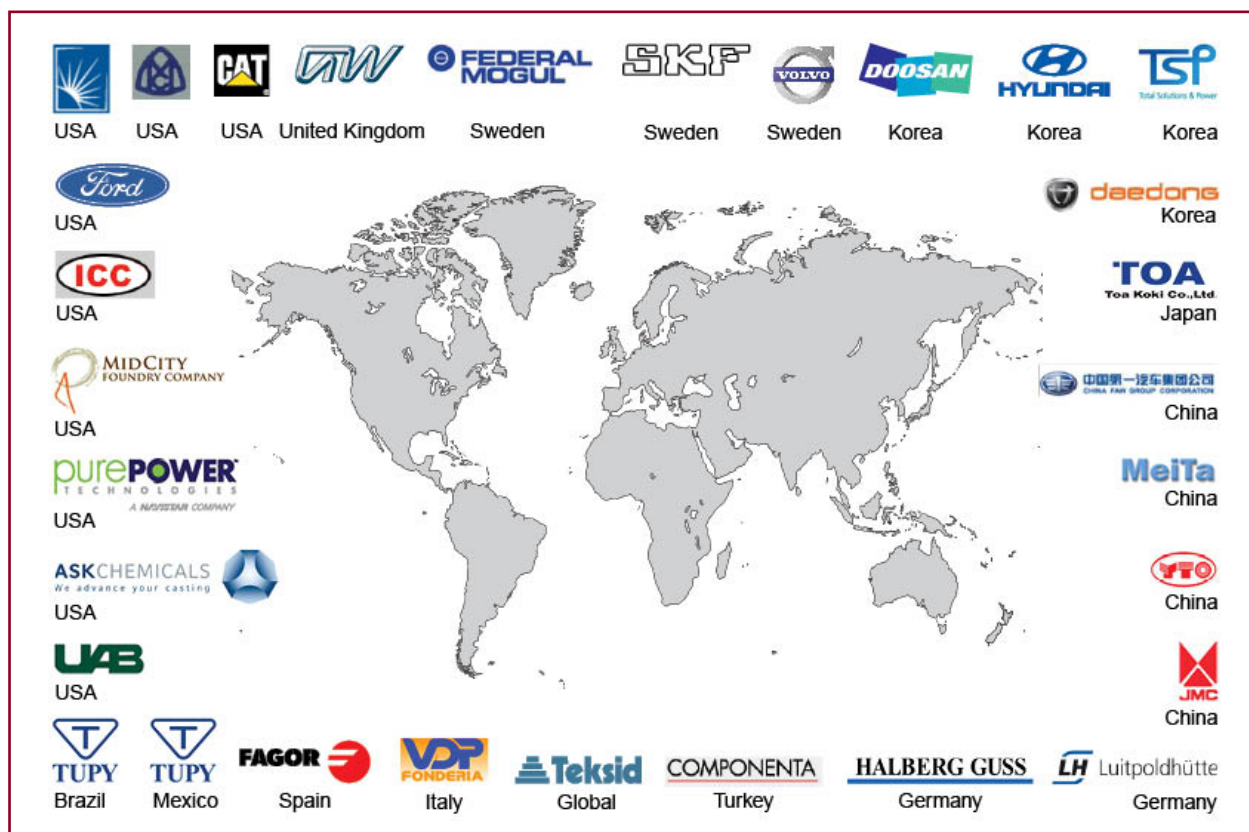 CAT
GTW
FEDERAL
MOGUL
SKF
VOLVO
DOOSAN
HYUNDAI
TSP
Total Solutions & Power
USA
USA
USA
United Kingdom
Sweden
Sweden
Sweden
Korea
Korea
Korea
Ford
USA
daedong
Korea
ICC
USA
TOA
Toa Koki Co.,Ltd.
Japan
MIDCITY
FOUNDRY COMPANY
USA
中国第一汽车集团公司
CHINA FAW GROUP CORPORATION
China
purePOWER
TECHNOLOGIES
A NAVISTAR COMPANY
USA
MeiTa
China
ASKCHEMICALS
We advance your casting
USA
YTO
China
UAB
USA
JMC
China
T
TUPY
Brazil
T
TUPY
Mexico
FAGOR
Spain
VDP
FONDERIA
Italy
Teksid
Global
COMPONENTA
Turkey
HALBERG GUSS
Germany
LH Luitpoldhütte
Germany